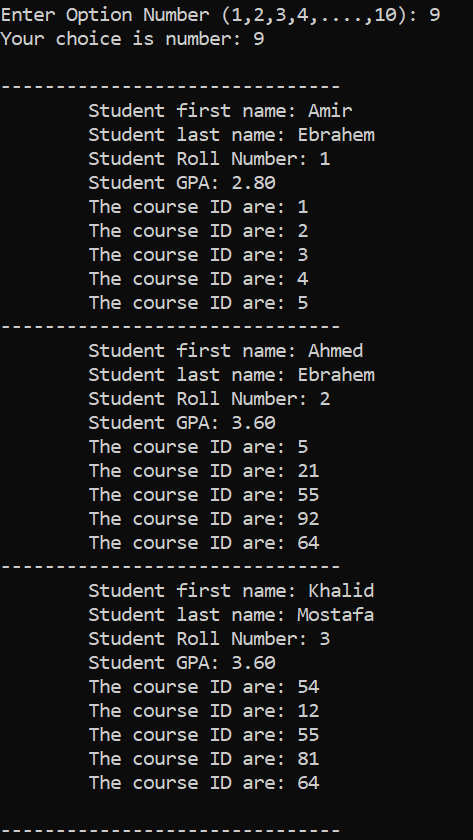 Enter Option Number (1,2,3,4,....,10): 9
Your choice is number: 9
-------------------------------
Student first name: Amir
Student last name: Ebrahem
Student Roll Number: 1
Student GPA: 2.80
The course ID are: 1
The course ID are: 2
The course ID are: 3
The course ID are: 4
The course ID are: 5
-------------------------------
Student first name: Ahmed
Student last name: Ebrahem
Student Roll Number: 2
Student GPA: 3.60
The course ID are: 5
The course ID are: 21
The course ID are: 55
The course ID are: 92
The course ID are: 64
-------------------------------
Student first name: Khalid
Student last name: Mostafa
Student Roll Number: 3
Student GPA: 3.60
The course ID are: 54
The course ID are: 12
The course ID are: 55
The course ID are: 81
The course ID are: 64
-------------------------------